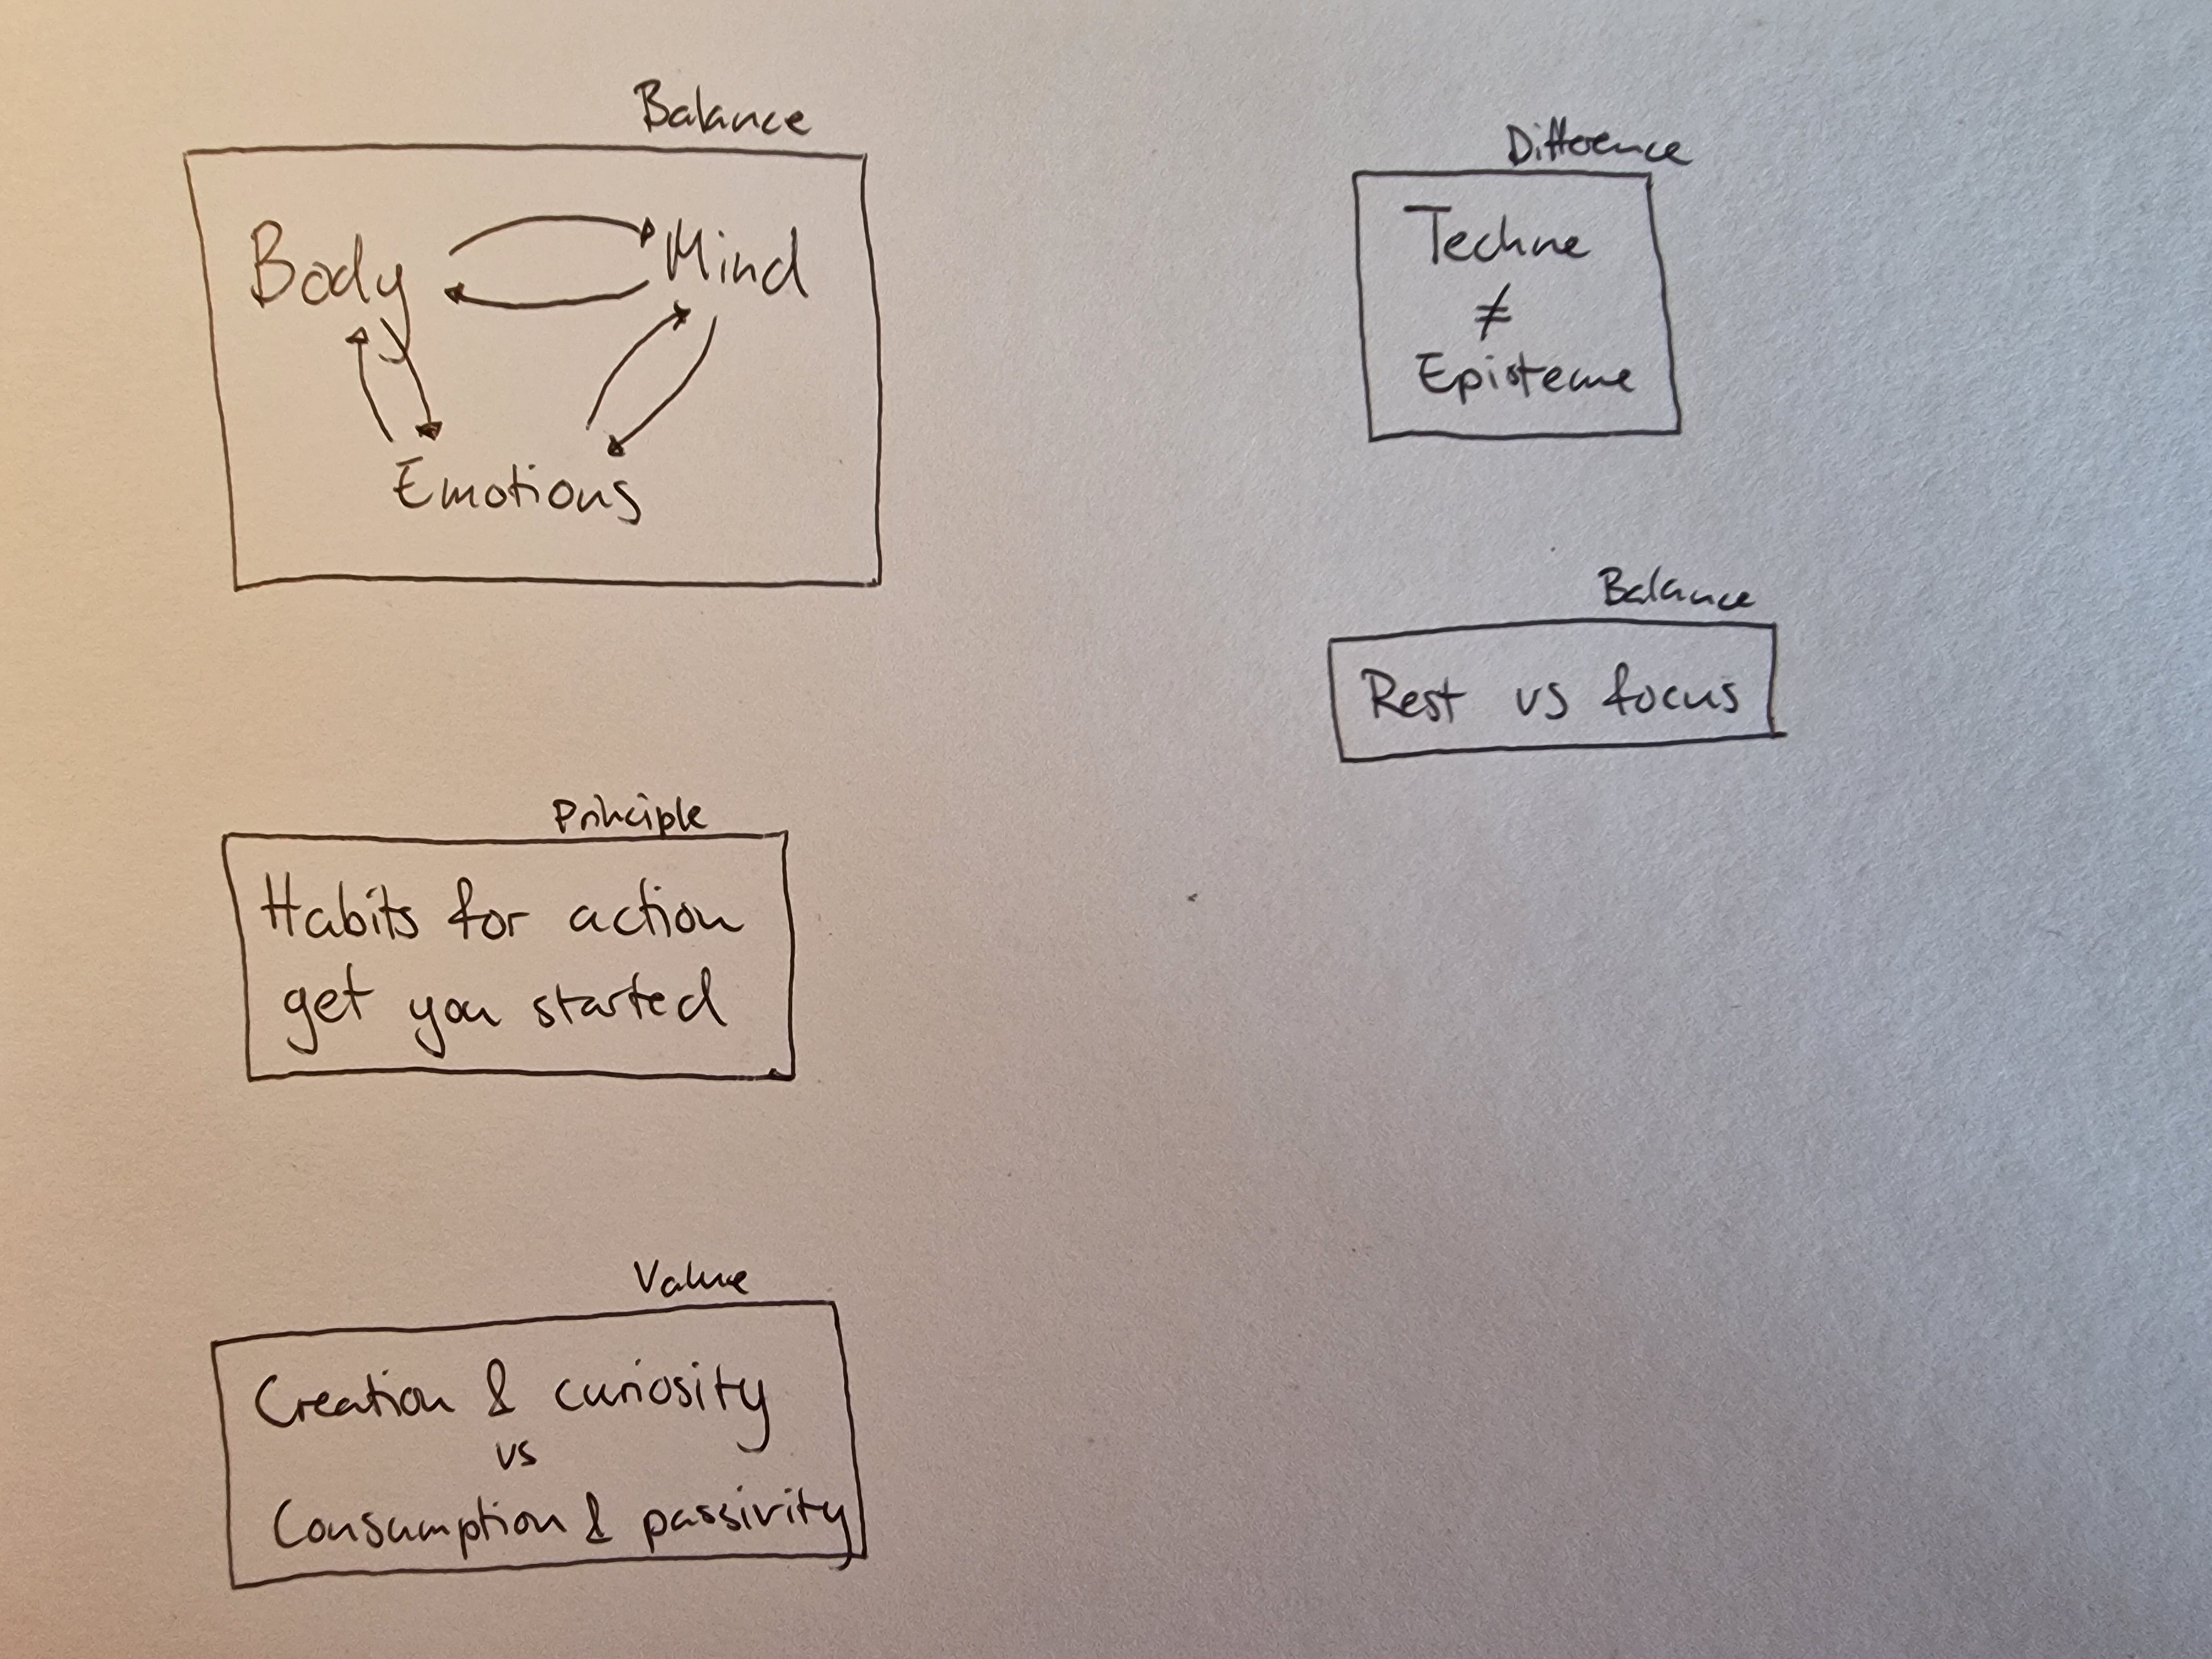 Balance
Body Mind
Emotions
Principle
Habits for action
get you started
Value
Creation & curiosity
vs
Consumption & passivity
Difference
Techne
≠
Episteme
Balance
Rest vs focus